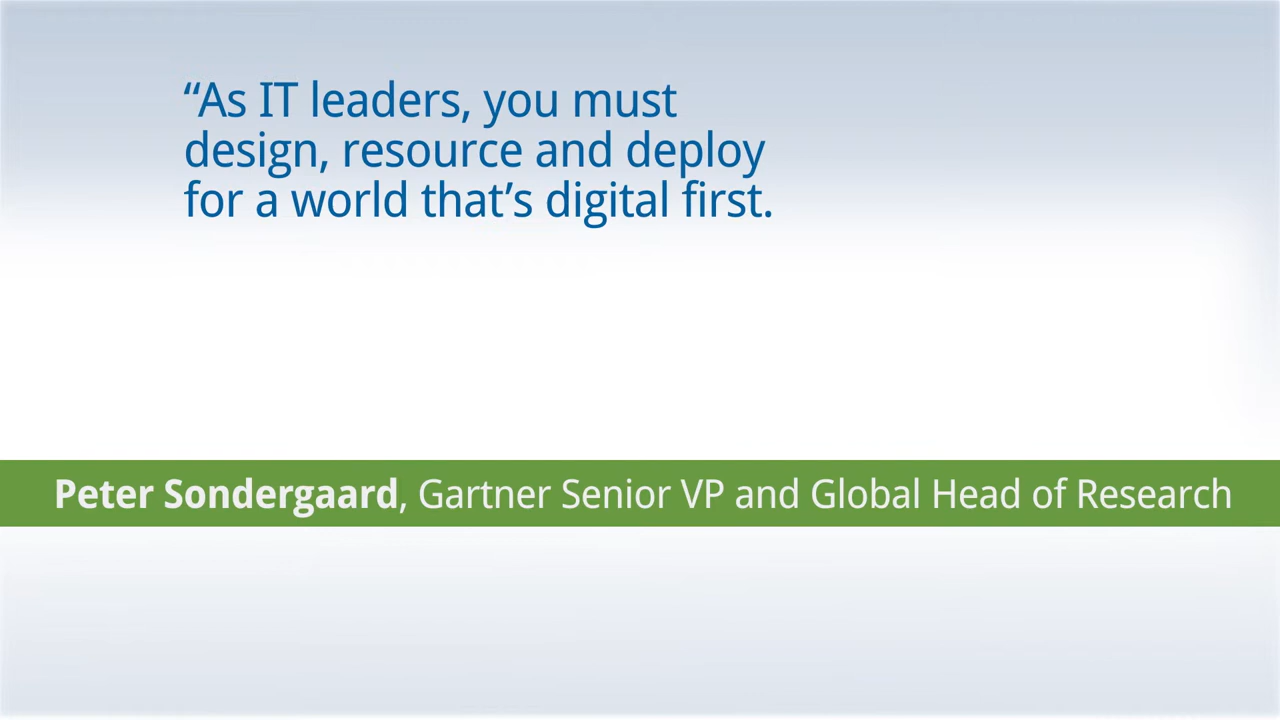 “As IT leaders, you must
design, resource and deploy
for a world that’s digital first.
Peter Sondergaard, Gartner Senior VP and Global Head of Research